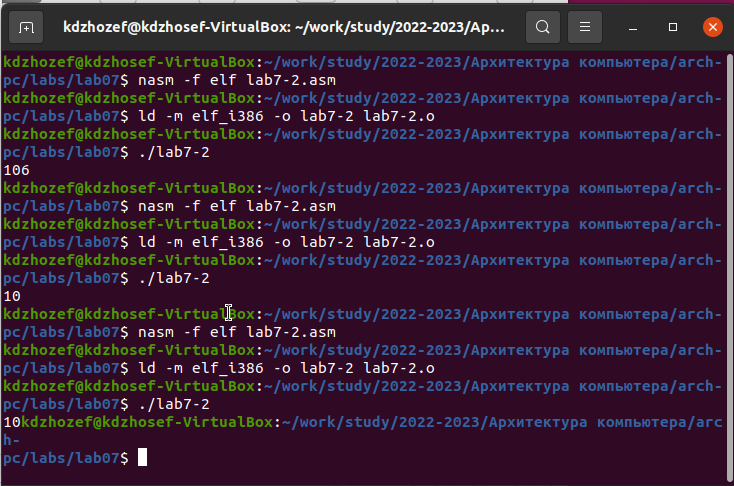 kdzhozef@kdzhosef-VirtualBox: ~/work/study/2022-2023/Ap...
kdzhozef@kdzhosef-VirtualBox:~/work/study/2022-2023/Архитектура компьютера/arch-
pc/labs/lab07$ nasm -f elf lab7-2.asm
kdzhozef@kdzhosef-VirtualBox:~/work/study/2022-2023/Архитектура компьютера/arch-
pc/labs/lab07$ ld -m elf_i386 -o lab7-2 lab7-2.o
kdzhozef@kdzhosef-VirtualBox:~/work/study/2022-2023/Архитектура компьютера/arch-
pc/labs/lab07$ ./lab7-2
106
kdzhozef@kdzhosef-VirtualBox:~/work/study/2022-2023/Архитектура компьютера/arch-
pc/labs/lab07$ nasm -f elf lab7-2.asm
kdzhozef@kdzhosef-VirtualBox:~/work/study/2022-2023/Архитектура компьютера/arch-
pc/labs/lab07$ ld -m elf_i386 -o lab7-2 lab7-2.o
kdzhozef@kdzhosef-VirtualBox:~/work/study/2022-2023/Архитектура компьютера/arch-
pc/labs/lab07$ ./lab7-2
10
kdzhozef@kdzhosef-VirtualBox:~/work/study/2022-2023/Архитектура компьютера/arch-
pc/labs/lab07$ nasm -f elf lab7-2.asm
kdzhozef@kdzhosef-VirtualBox:~/work/study/2022-2023/Архитектура компьютера/arch-
pc/labs/lab07$ ld -m elf_i386 -o lab7-2 lab7-2.o
kdzhozef@kdzhosef-VirtualBox:~/work/study/2022-2023/Архитектура компьютера/arch-
pc/labs/lab07$ ./lab7-2
10kdzhozef@kdzhosef-VirtualBox:~/work/study/2022-2023/Архитектура компьютера/arc
h-
pc/labs/lab07$